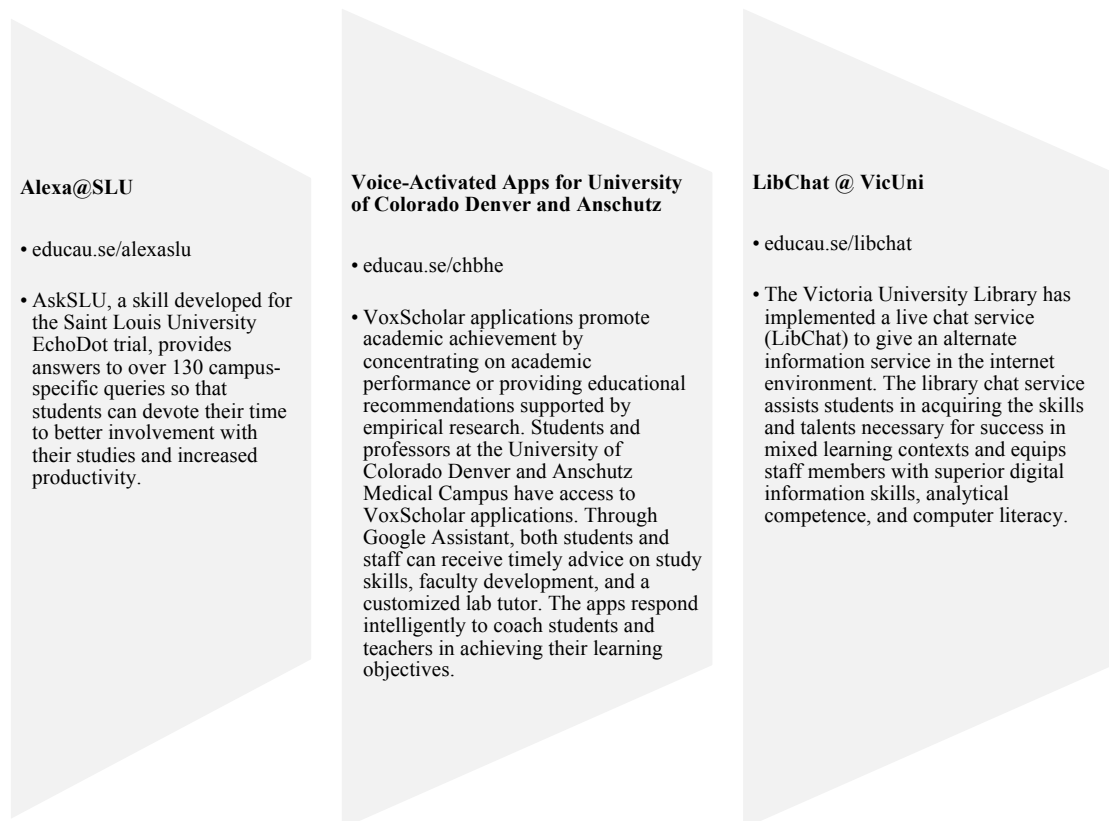 Alexa@SLU
• educau.se/alexaslu
• AskSLU, a skill developed for
the Saint Louis University
EchoDot trial, provides
answers to over 130 campus-
specific queries so that
students can devote their time
to better involvement with
their studies and increased
productivity.
Voice-Activated Apps for University
of Colorado Denver and Anschutz
• educau.se/chbhe
• VoxScholar applications promote
academic achievement by
concentrating on academic
performance or providing educational
recommendations supported by
empirical research. Students and
professors at the University of
Colorado Denver and Anschutz
Medical Campus have access to
VoxScholar applications. Through
Google Assistant, both students and
staff can receive timely advice on study
skills, faculty development, and a
customized lab tutor. The apps respond
intelligently to coach students and
teachers in achieving their learning
objectives.
LibChat @ VicUni
• educau.se/libchat
• The Victoria University Library has
implemented a live chat service
(LibChat) to give an alternate
information service in the internet
environment. The library chat service
assists students in acquiring the skills
and talents necessary for success in
mixed learning contexts and equips
staff members with superior digital
information skills, analytical
competence, and computer literacy.